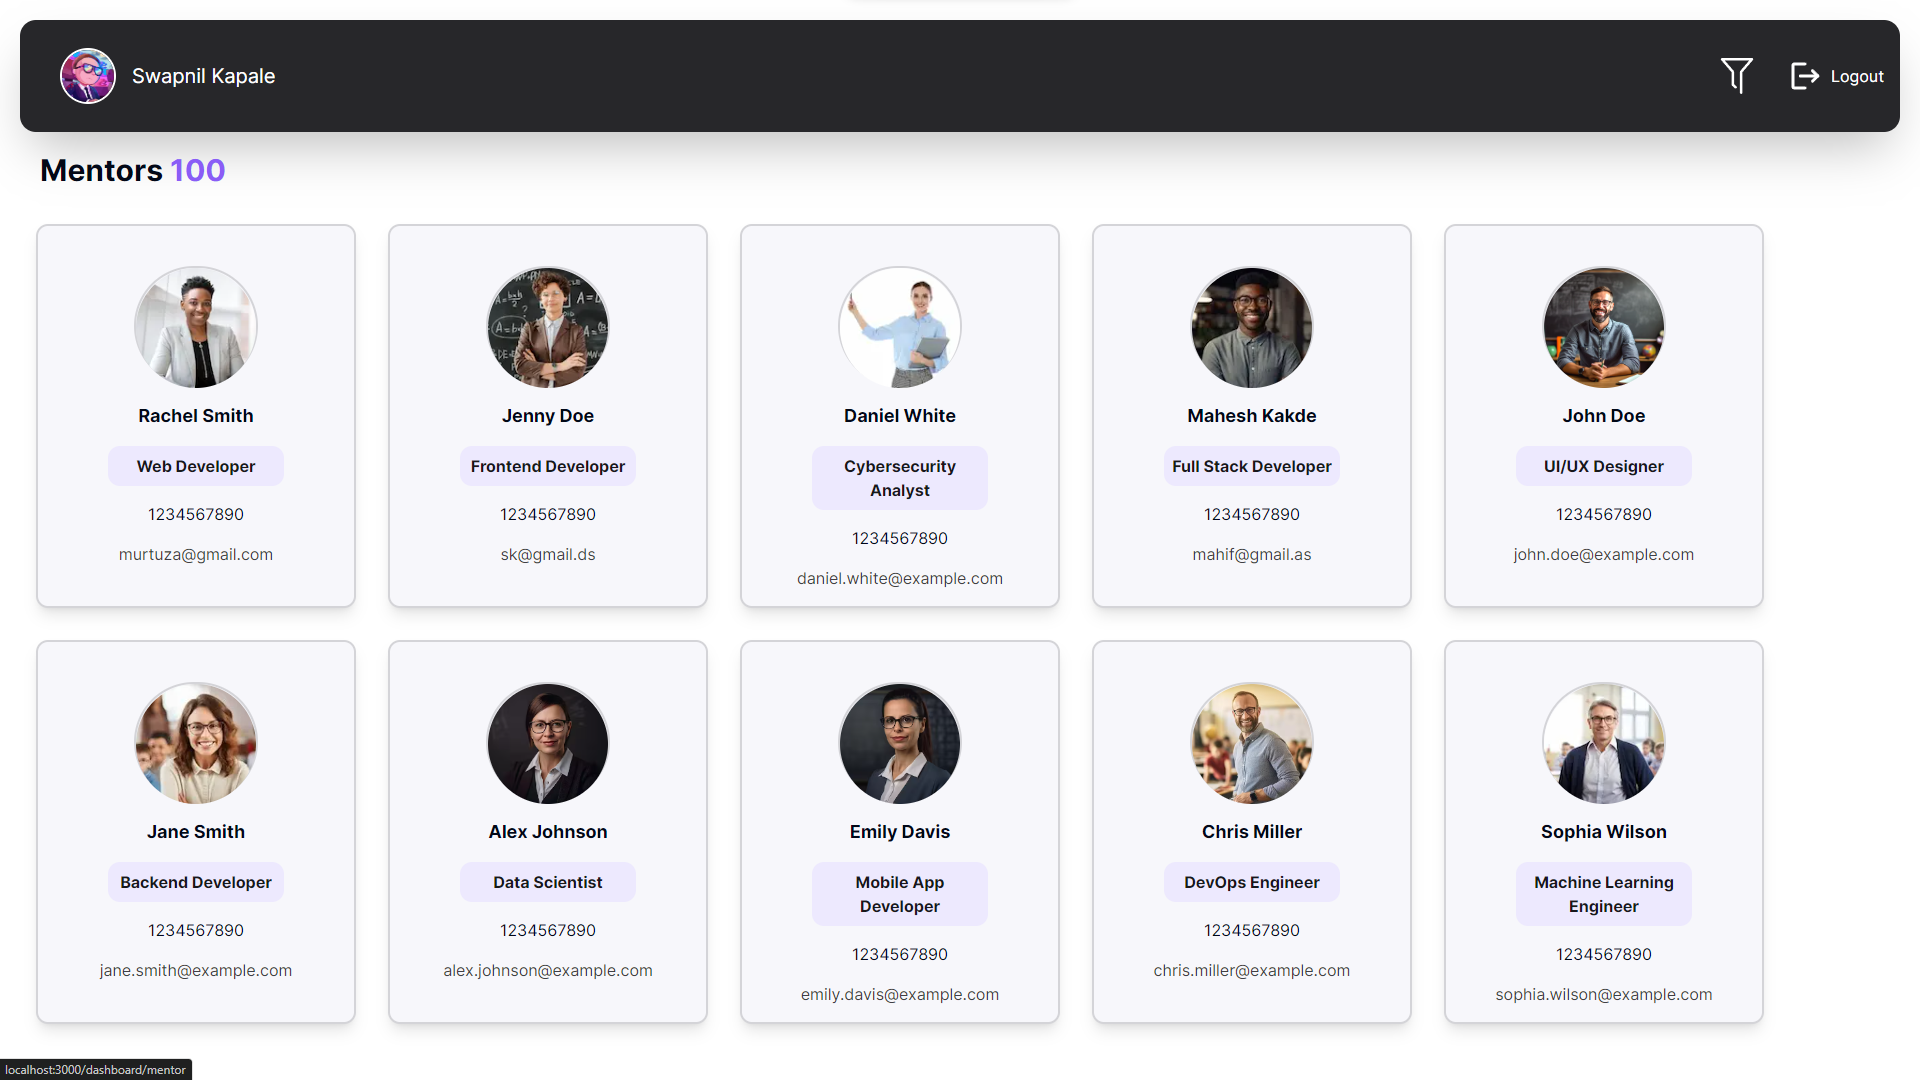 Swapnil Kapale
Logout
Mentors 100
Rachel Smith
Web Developer
1234567890
murtuza@gmail.com
Jenny Doe
Frontend Developer
1234567890
sk@gmail.ds
Daniel White
Cybersecurity
Analyst
1234567890
daniel.white@example.com
Mahesh Kakde
Full Stack Developer
1234567890
mahif@gmail.as
John Doe
UI/UX Designer
1234567890
john.doe@example.com
Jane Smith
Backend Developer
1234567890
jane.smith@example.com
Alex Johnson
Data Scientist
1234567890
alex.johnson@example.com
Emily Davis
Mobile App
Developer
1234567890
emily.davis@example.com
Chris Miller
DevOps Engineer
1234567890
chris.miller@example.com
Sophia Wilson
Machine Learning
Engineer
1234567890
sophia.wilson@example.com
localhost:3000/dashboard/mentor